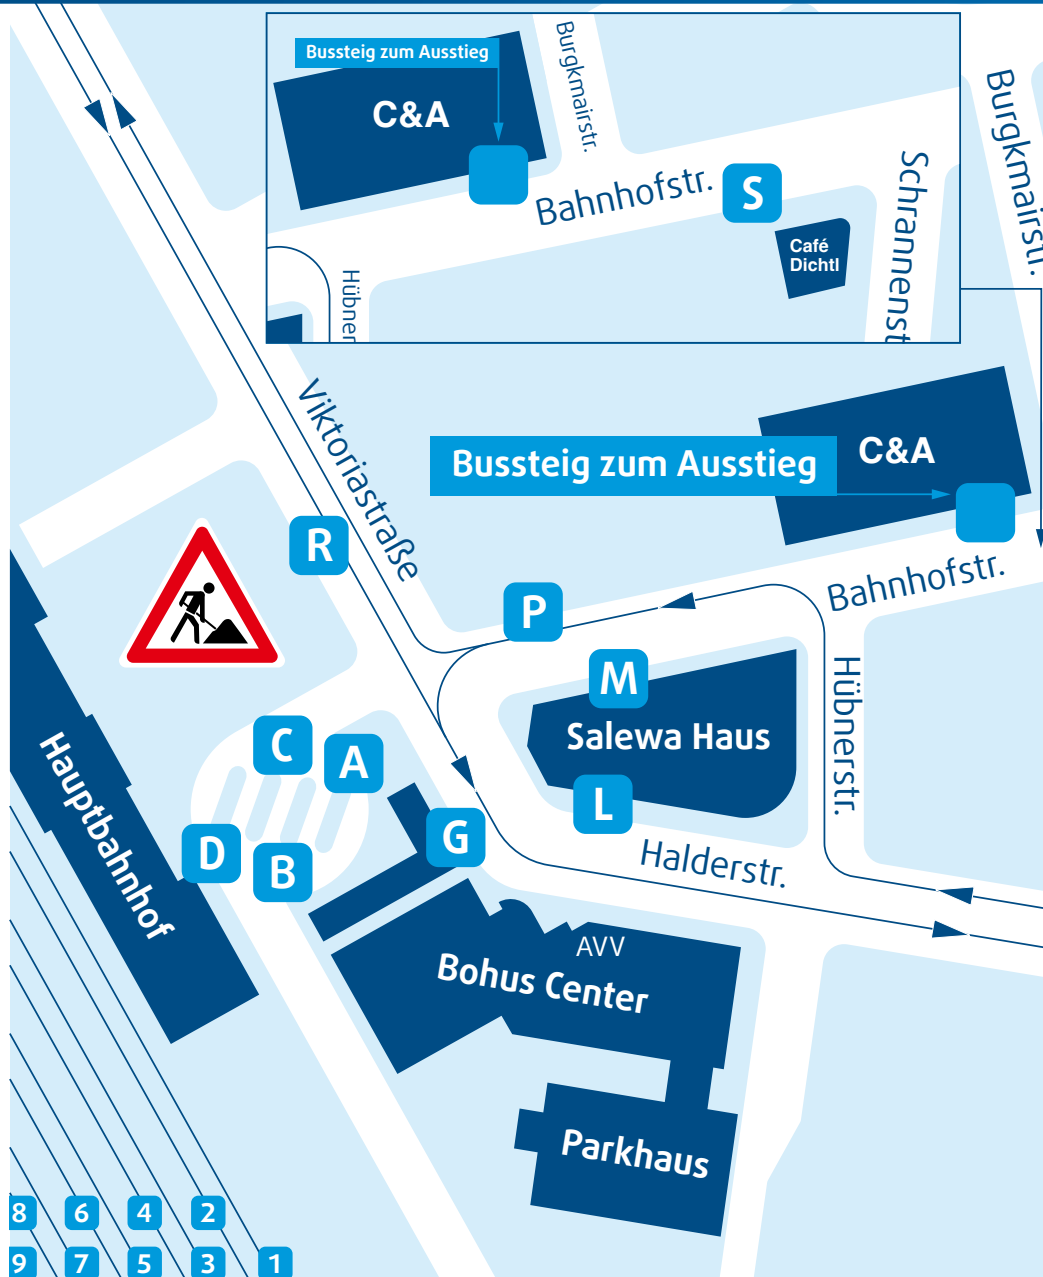 Bussteig zum Ausstieg
C&A
Burgkmairstr.
Bahnhofstr.
S
Café
Dichtl
Schrannenst
Hübner
Burgkmairstr.
Viktoriastraße
Bussteig zum Ausstieg
C&A
R
P
Bahnhofstr.
M
Salewa Haus
L
Hübnerstr.
Hauptbahnhof
C
A
D
B
G
Halderstr.
AVV
Bohus Center
Parkhaus
8
6
4
2
9
7
5
3
1